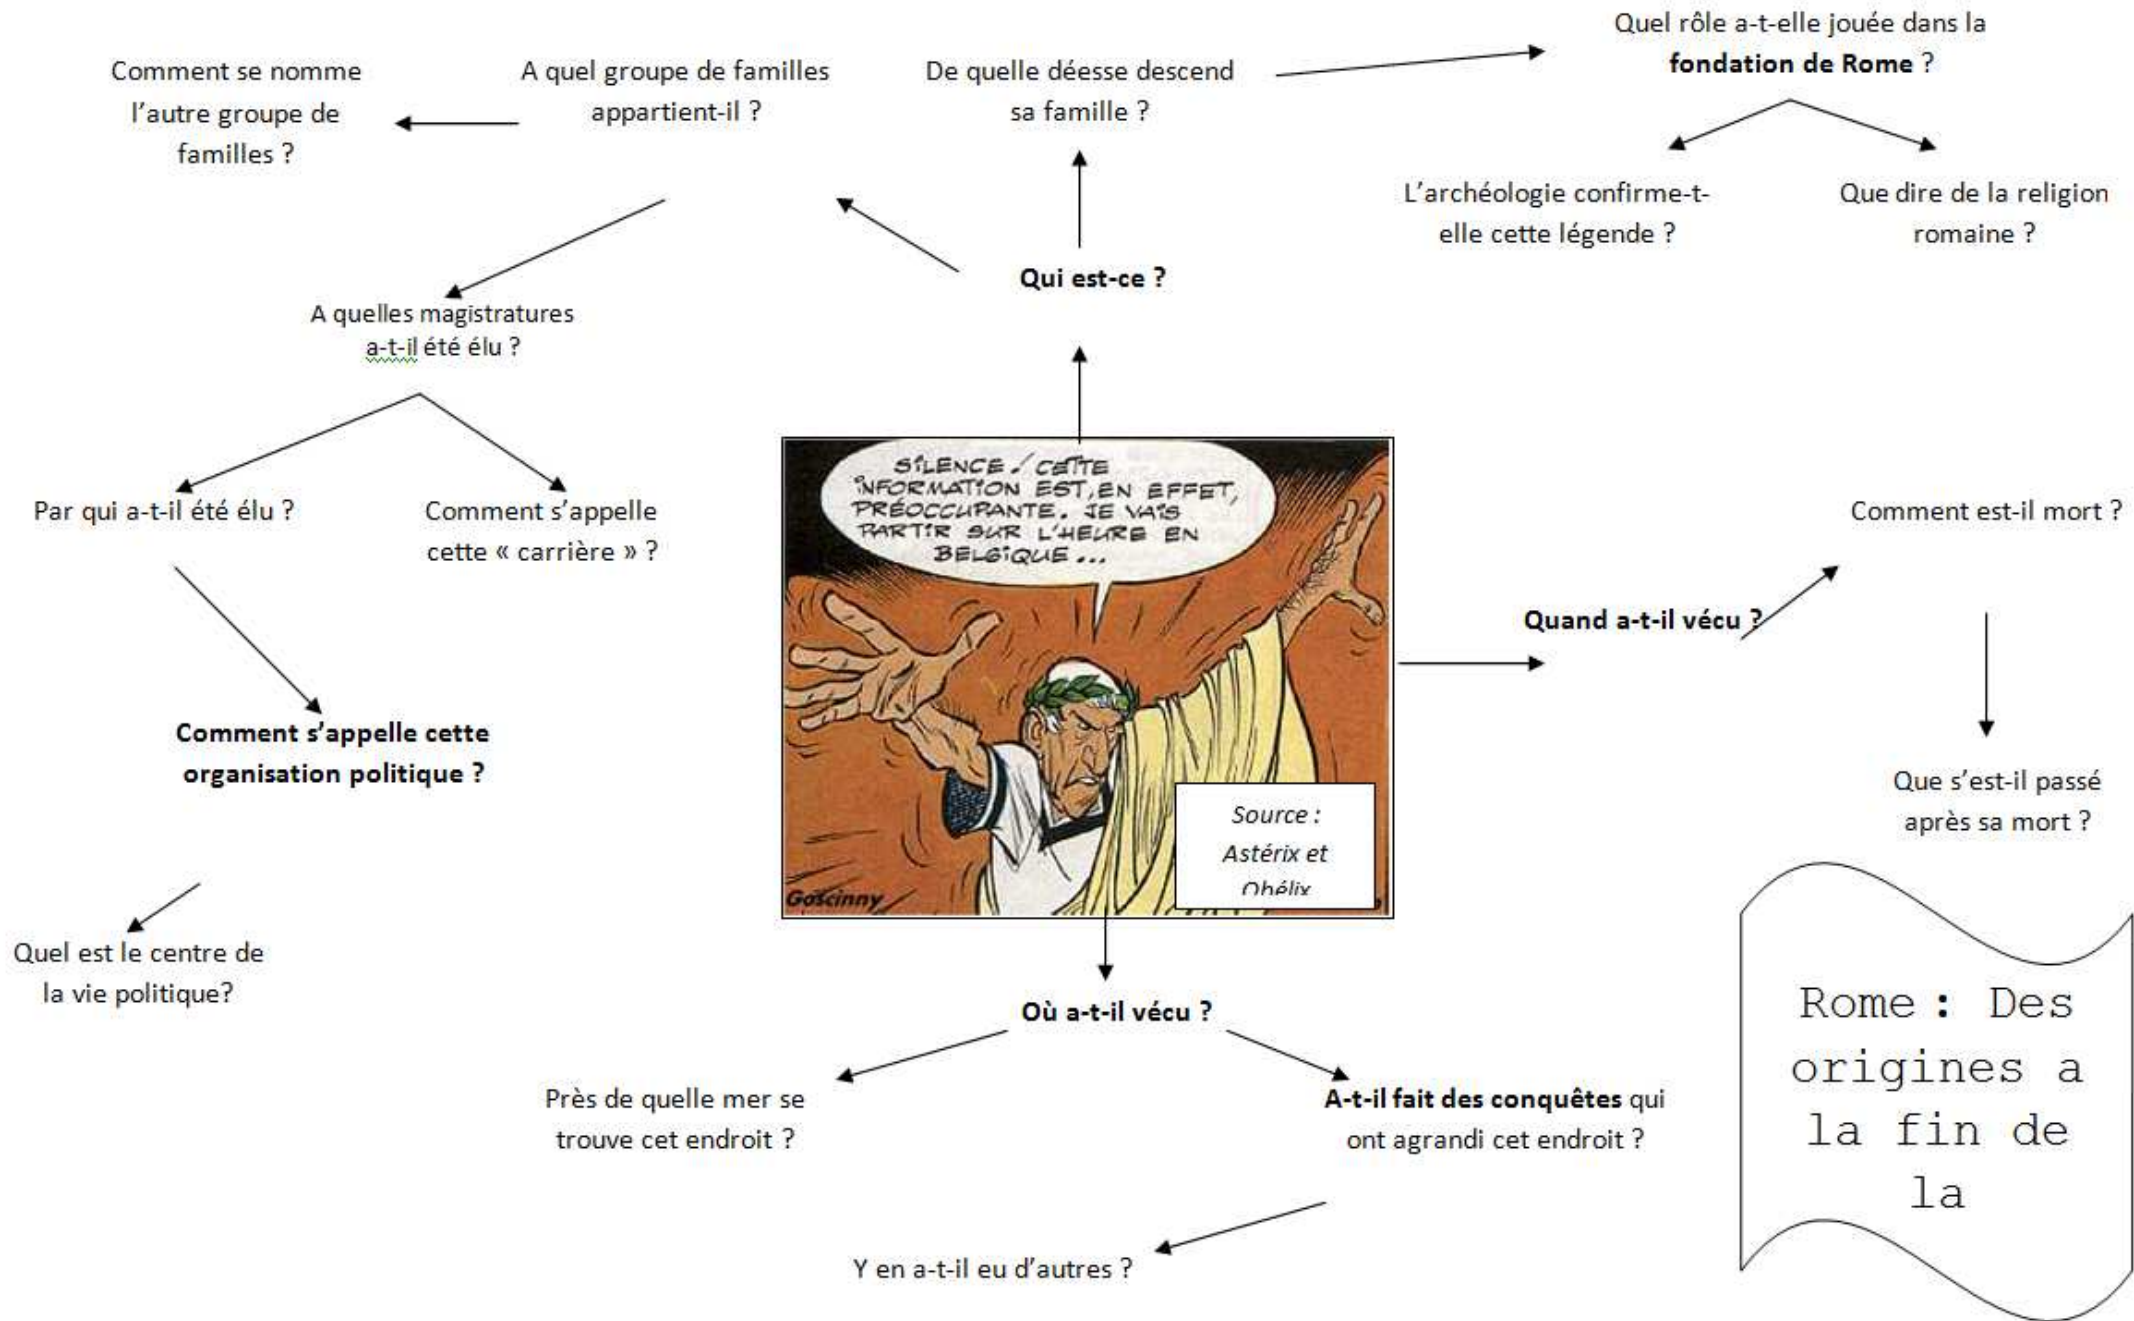 Quel rôle a-t-elle jouée dans la
fondation de Rome ?
Comment se nomme
l'autre groupe de
familles ?
A quel groupe de familles
appartient-il ?
De quelle déesse descend
sa famille ?
L'archéologie confirme-t-
elle cette légende ?
Que dire de la religion
romaine ?
Qui est-ce ?
A quelles magistratures
a-t-il été élu ?
Par qui a-t-il été élu ?
Comment s'appelle
cette « carrière » ?
SILENCE ! CETTE
INFORMATION EST, EN EFFET,
PRÉOCCUPANTE. JE VAIS
PARTIR SUR L'HEURE EN
BELGIQUE...
Comment est-il mort ?
Quand a-t-il vécu ?
Comment s'appelle cette
organisation politique ?
Que s'est-il passé
après sa mort ?
Source :
Astérix et
Obélix
Goscinny
Quel est le centre de
la vie politique?
Où a-t-il vécu ?
Près de quelle mer se
trouve cet endroit ?
A-t-il fait des conquêtes qui
ont agrandi cet endroit ?
Y en a-t-il eu d'autres ?
Rome : Des
origines a
la fin de
la